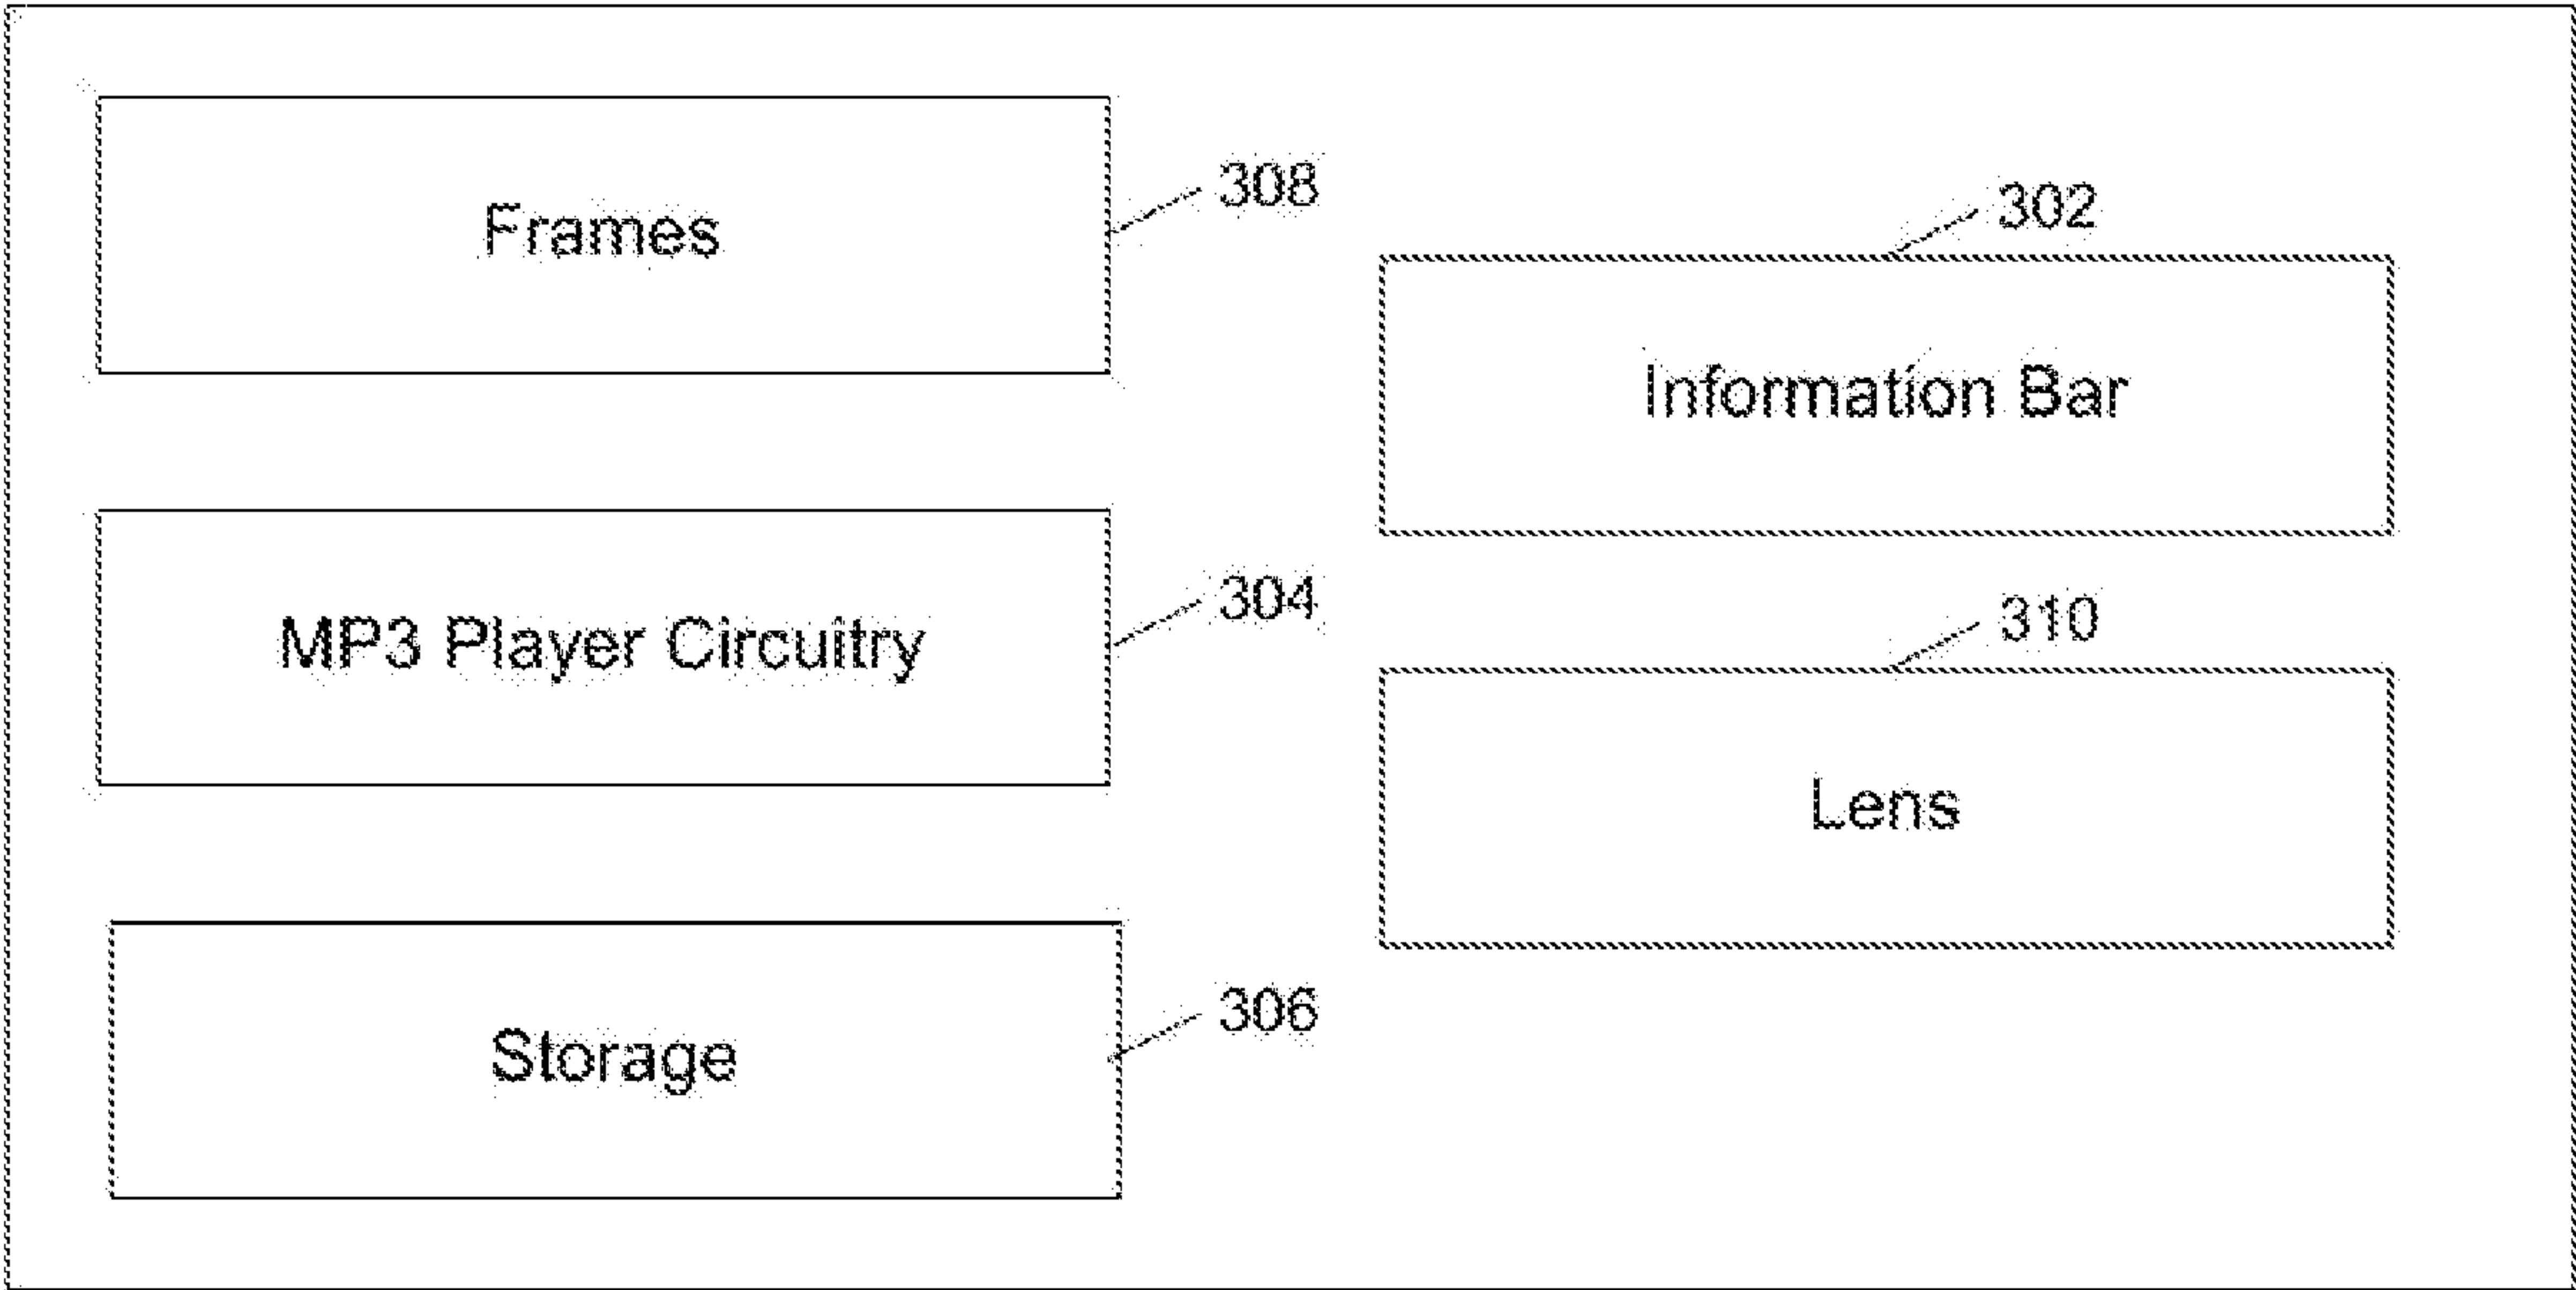 Frames
308
MP3 Player Circuitry
304
Storage
306
302
Information Bar
310
Lens